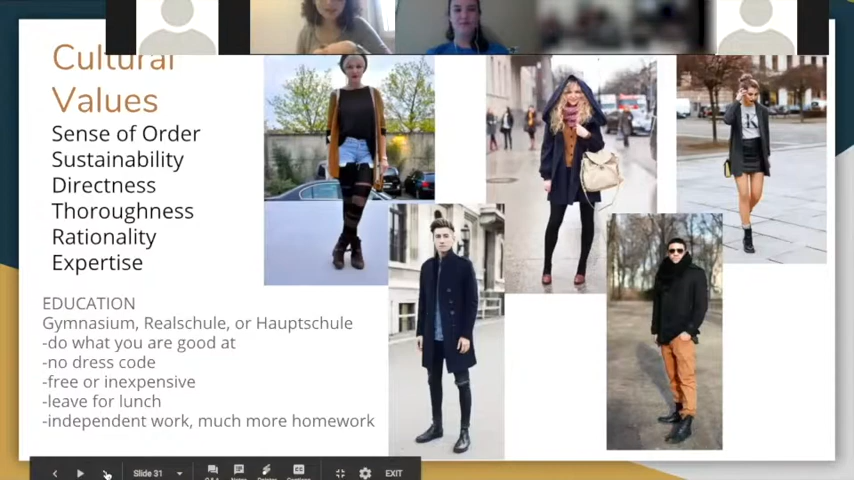 Cultural
Values
Sense of Order
Sustainability
Directness
Thoroughness
Rationality
Expertise
EDUCATION
Gymnasium, Realschule, or Hauptschule
-do what you are good at
-no dress code
-free or inexpensive
-leave for lunch
-independent work, much more homework
Slide 31
EXIT